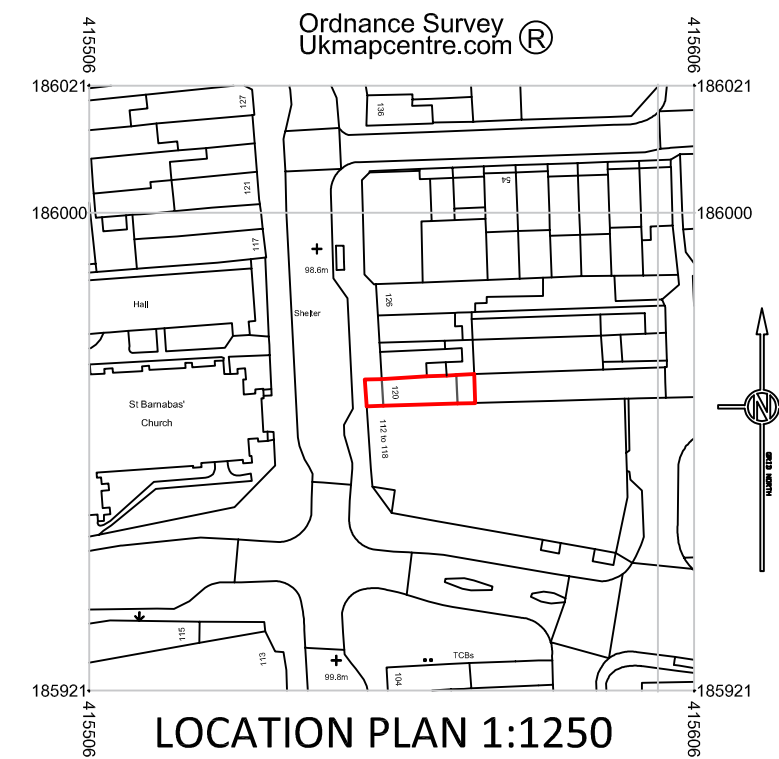 Ordnance Survey
Ukmapcentre.com ®
415506
415606
186021
186021
127
136
54
121
186000
186000
117
98.6m
126
Hall
Shelter
120
St Barnabas'
Church
112 to 118
GRID NORTH
N
115
113
TCBs
99.8m
104
185921
185921
415506
415606
LOCATION PLAN 1:1250